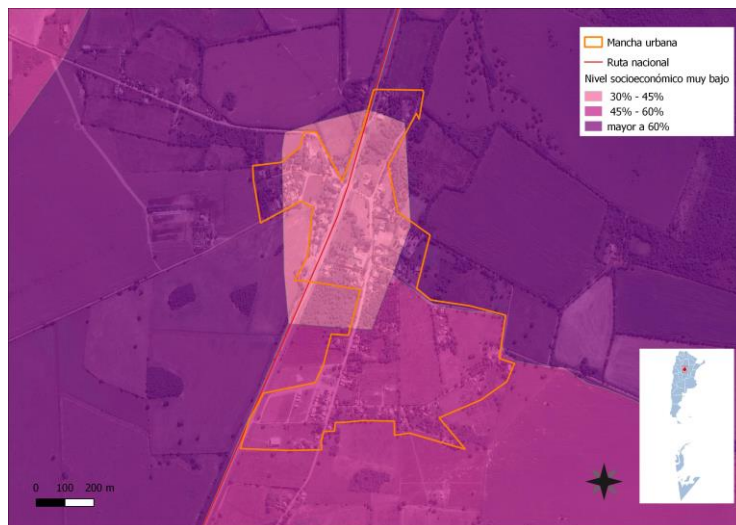 Mancha urbana
Ruta nacional
Nivel socioeconómico muy bajo
30% - 45%
45% - 60%
mayor a 60%
0 100 200 m